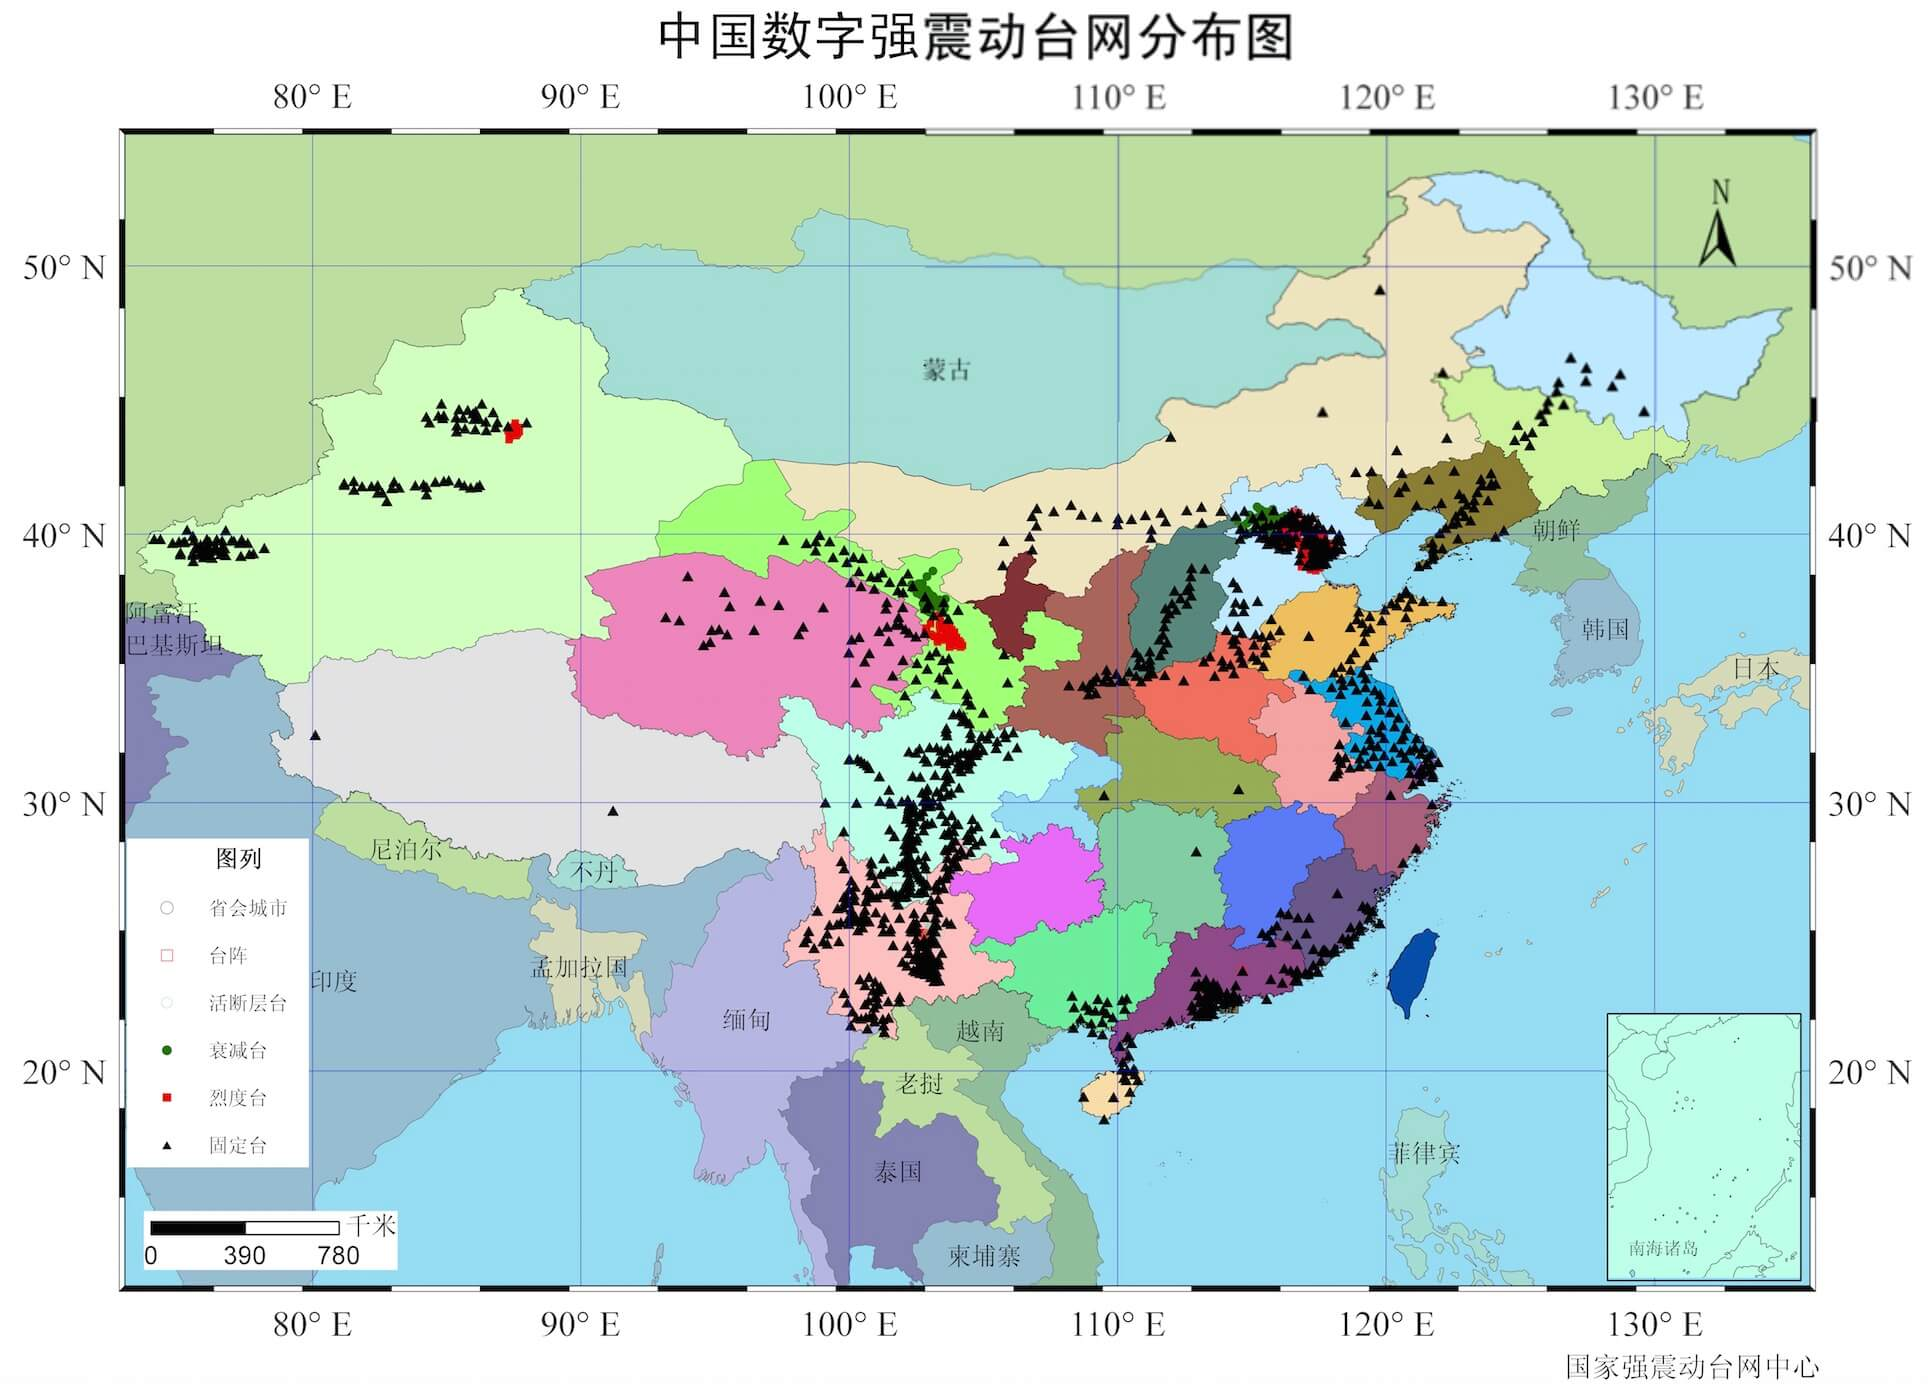 中国数字强震动台网分布图
80° E 90° E 100° E 110° E 120° E 130° E
N
50° N 50° N
蒙古
40° N 40° N
朝鲜
阿富汗
巴基斯坦
韩国
日本
30° N 30° N
尼泊尔
不丹
孟加拉国
印度
缅甸
越南
老挝
20° N 20° N
泰国
菲律宾
柬埔寨
图列
省会城市
台阵
活断层台
衰减台
烈度台
固定台
千米
0 390 780
南海诸岛
80° E 90° E 100° E 110° E 120° E 130° E
国家强震动台网中心